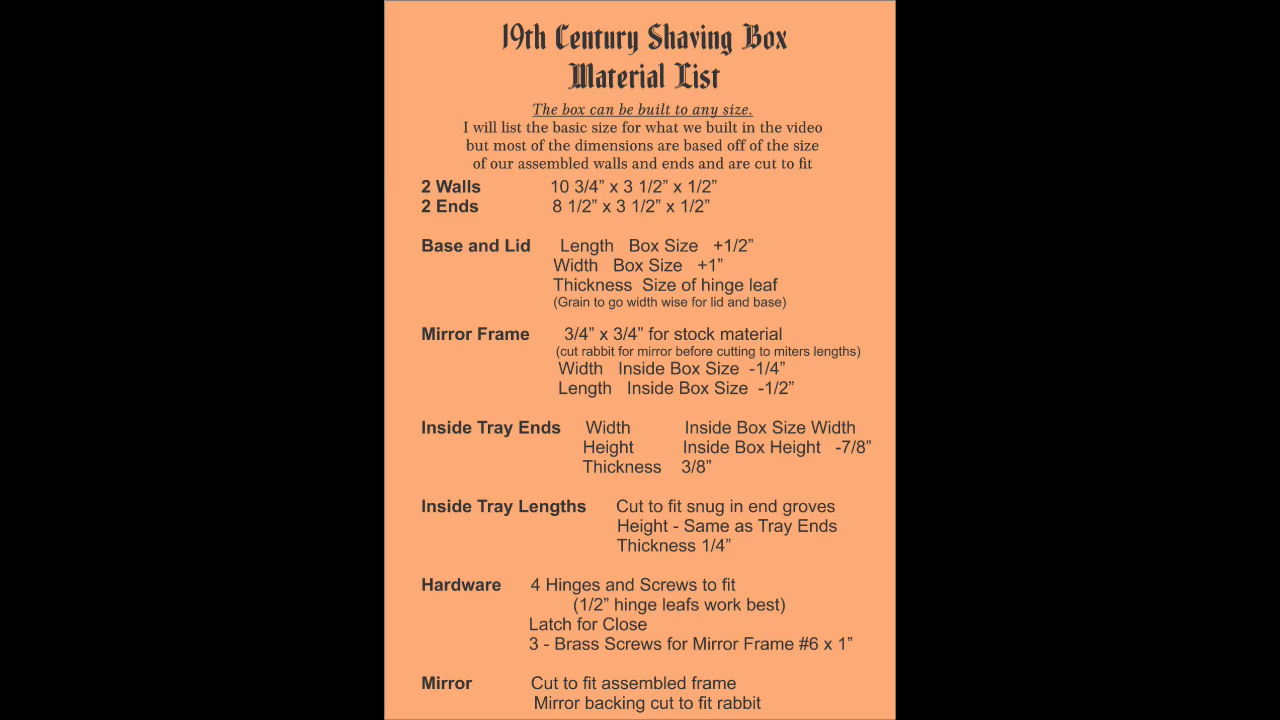 19th Century Shaving Box
Material List
The box can be built to any size.
I will list the basic size for what we built in the video
but most of the dimensions are based off of the size
of our assembled walls and ends and are cut to fit
2 Walls 10 3/4” x 3 1/2” x 1/2”
2 Ends 8 1/2” x 3 1/2” x 1/2”
Base and Lid Length Box Size +1/2”
Width Box Size +1”
Thickness Size of hinge leaf
(Grain to go width wise for lid and base)
Mirror Frame 3/4” x 3/4” for stock material
(cut rabbit for mirror before cutting to miters lengths)
Width Inside Box Size -1/4”
Length Inside Box Size -1/2”
Inside Tray Ends Width Inside Box Size Width
Height Inside Box Height -7/8”
Thickness 3/8”
Inside Tray Lengths Cut to fit snug in end groves
Height - Same as Tray Ends
Thickness 1/4”
Hardware 4 Hinges and Screws to fit
(1/2” hinge leafs work best)
Latch for Close
3 - Brass Screws for Mirror Frame #6 x 1”
Mirror Cut to fit assembled frame
Mirror backing cut to fit rabbit